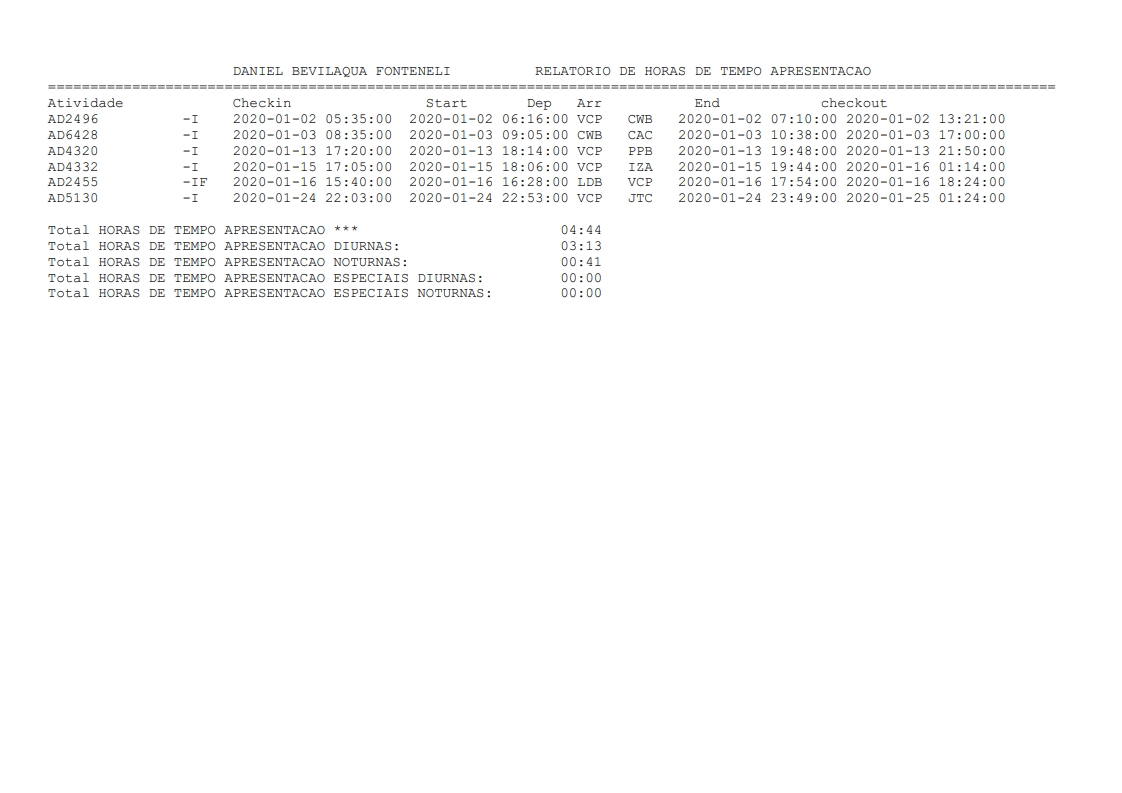 DANIEL BEVILAQUA FONTENELI RELATORIO DE HORAS DE TEMPO APRESENTACAO
========================================================================================================================
Atividade Checkin Start Dep Arr End checkout
AD2496 -I 2020-01-02 05:35:00 2020-01-02 06:16:00 VCP CWB 2020-01-02 07:10:00 2020-01-02 13:21:00
AD6428 -I 2020-01-03 08:35:00 2020-01-03 09:05:00 CWB CAC 2020-01-03 10:38:00 2020-01-03 17:00:00
AD4320 -I 2020-01-13 17:20:00 2020-01-13 18:14:00 VCP PPB 2020-01-13 19:48:00 2020-01-13 21:50:00
AD4332 -I 2020-01-15 17:05:00 2020-01-15 18:06:00 VCP IZA 2020-01-15 19:44:00 2020-01-16 01:14:00
AD2455 -IF 2020-01-16 15:40:00 2020-01-16 16:28:00 LDB VCP 2020-01-16 17:54:00 2020-01-16 18:24:00
AD5130 -I 2020-01-24 22:03:00 2020-01-24 22:53:00 VCP JTC 2020-01-24 23:49:00 2020-01-25 01:24:00
Total HORAS DE TEMPO APRESENTACAO *** 04:44
Total HORAS DE TEMPO APRESENTACAO DIURNAS: 03:13
Total HORAS DE TEMPO APRESENTACAO NOTURNAS: 00:41
Total HORAS DE TEMPO APRESENTACAO ESPECIAIS DIURNAS: 00:00
Total HORAS DE TEMPO APRESENTACAO ESPECIAIS NOTURNAS: 00:00